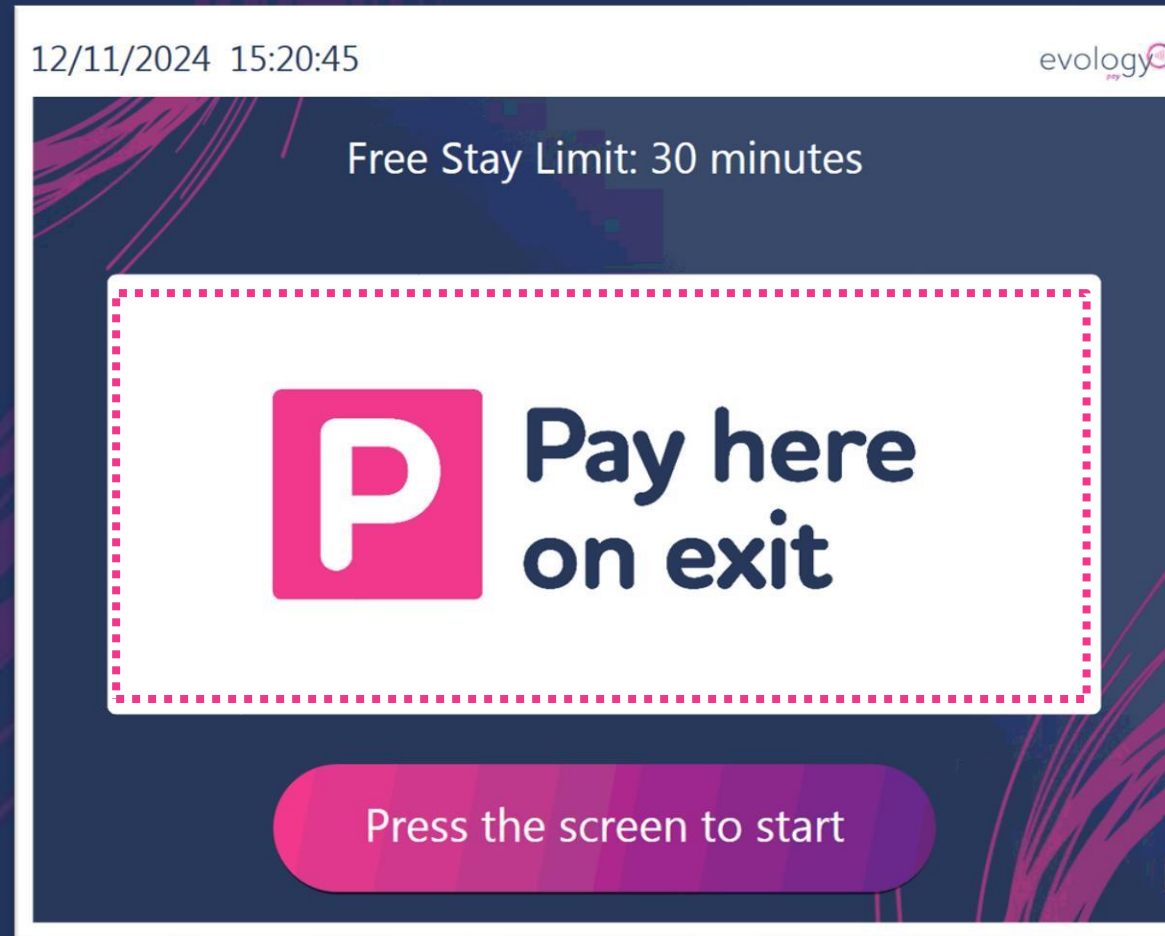 12/11/2024 15:20:45
evology
pay
Free Stay Limit: 30 minutes
P
Pay here
on exit
Press the screen to start